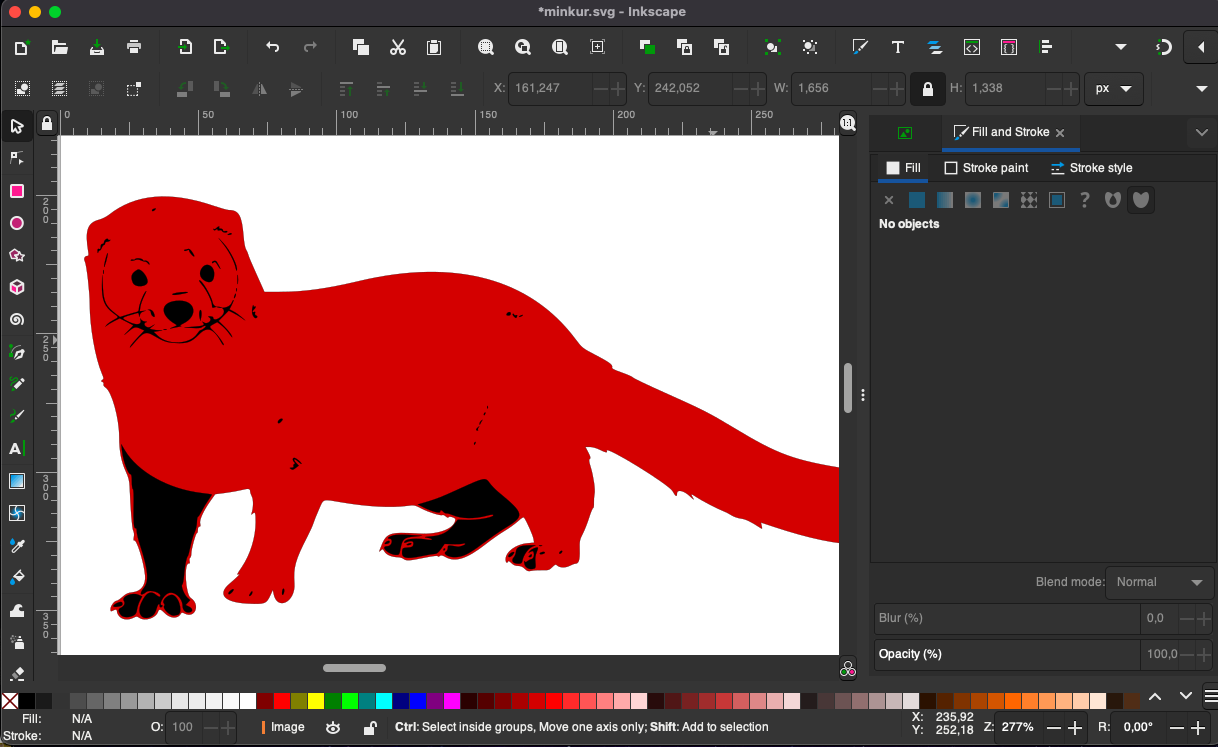 *minkur.svg - Inkscape
X: 161,247 Y: 242,052 W: 1,656 H: 1,338 px
0 50 100 150 200 250
1:1
Fill and Stroke
Fill Stroke paint Stroke style
?
No objects
200
250
300
350
A
Blend mode: Normal
Blur (%) 0,0
Opacity (%) 100,0
Fill: N/A
Stroke: N/A
O: 100
Image
Ctrl: Select inside groups, Move one axis only; Shift: Add to selection
X: 235,92
Y: 252,18
Z: 277%
R: 0,00°